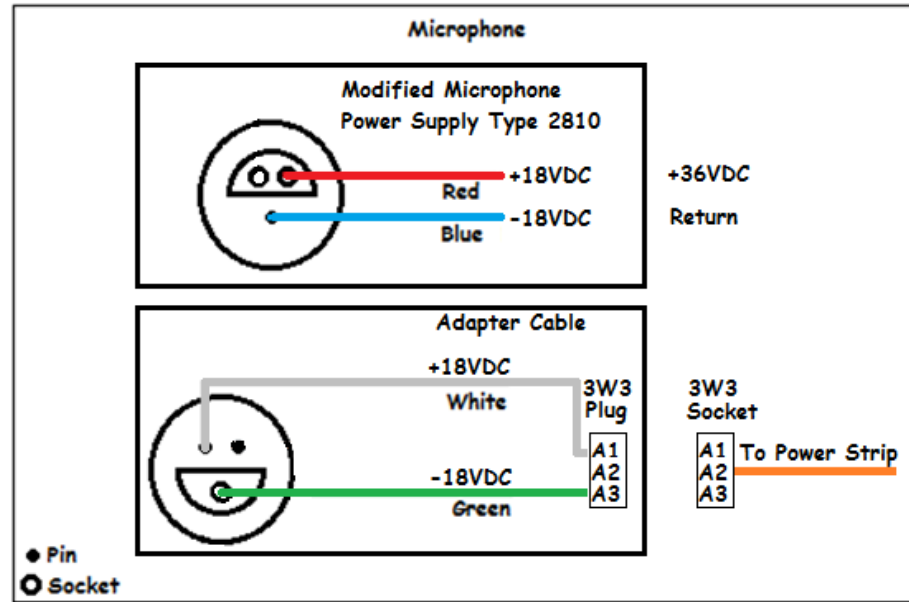 Microphone
Modified Microphone
Power Supply Type 2810
+18VDC
+36VDC
Red
-18VDC
Return
Blue
Adapter Cable
+18VDC
White
3W3
Plug
3W3
Socket
A1
A2
A3
A1
A2
A3
To Power Strip
-18VDC
Green
Pin
Socket